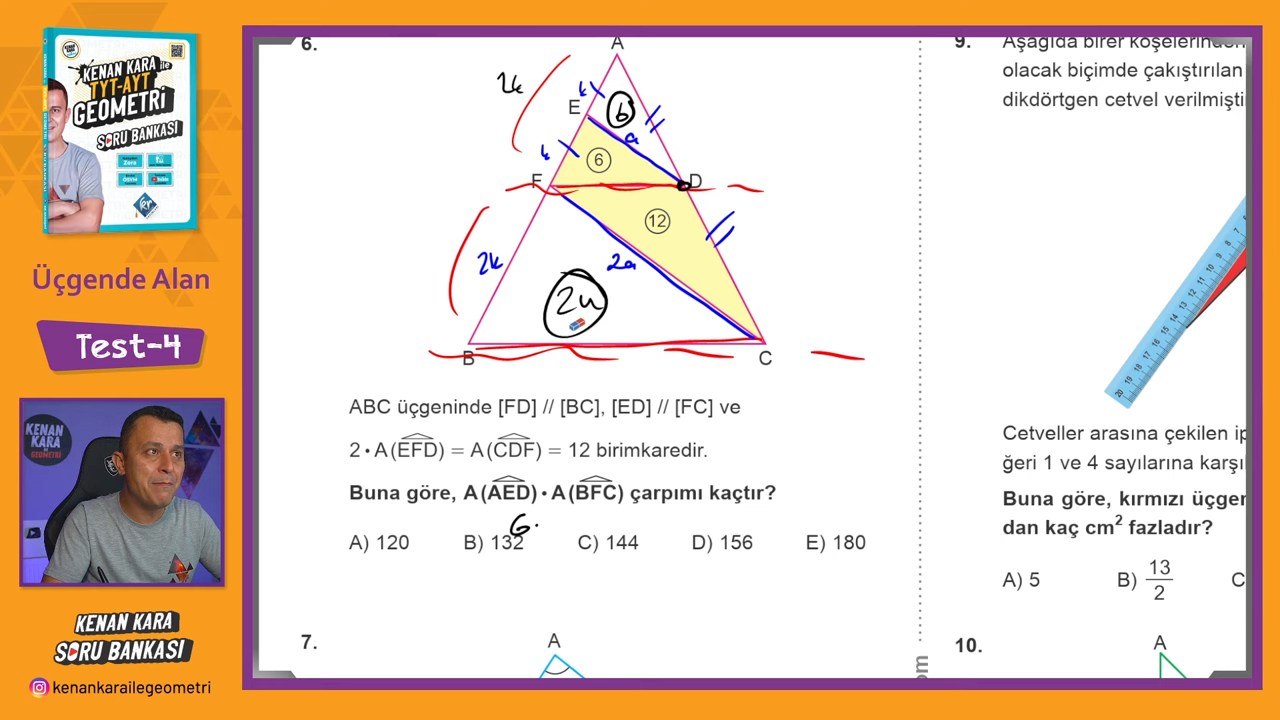 KENAN KARA ile
TYT-AYT
GEOMETRİ
SORU BANKASI
Üçgende Alan
Test-4
KENAN KARA
SORU BANKASI
kenankarailegeometri
6.
A
2k
E
k
6
a
k
6
F
D
12
2k
2a
24
B
C
ABC üçgeninde [FD] // [BC], [ED] // [FC] ve
2 • A(EFD) = A(CDF) = 12 birimkaredir.
Buna göre, A(AED) • A(BFC) çarpımı kaçtır?
6.
A) 120 B) 132 C) 144 D) 156 E) 180
7.
A
9.
Aşağıda birer köşelerinden
olacak biçimde çakıştırılan
dikdörtgen cetvel verilmişti
Cetveller arasına çekilen ip
ğeri 1 ve 4 sayılarına karşı
Buna göre, kırmızı üçger
dan kaç cm² fazladır?
A) 5 B) 13/2 C
10.
A